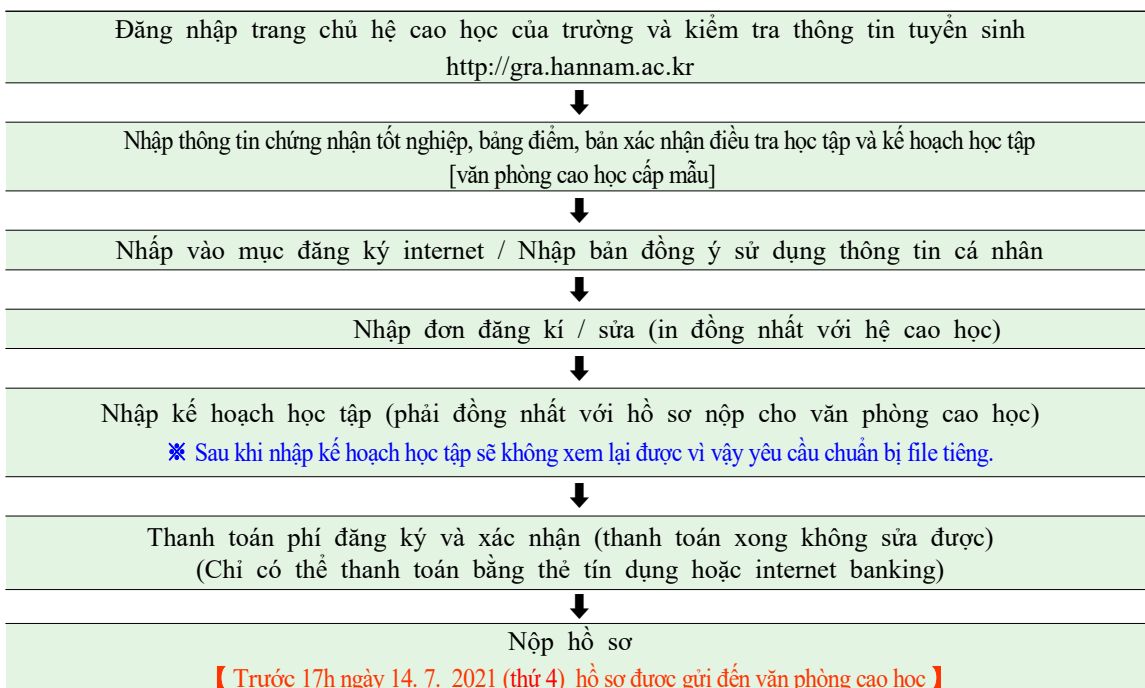 Đăng nhập trang chủ hệ cao học của trường và kiểm tra thông tin tuyển sinh
http://gra.hannam.ac.kr
Nhập thông tin chứng nhận tốt nghiệp, bảng điểm, bản xác nhận điều tra học tập và kế hoạch học tập
[văn phòng cao học cấp mẫu]
Nhấp vào mục đăng ký internet / Nhập bản đồng ý sử dụng thông tin cá nhân
Nhập đơn đăng kí / sửa (in đồng nhất với hệ cao học)
Nhập kế hoạch học tập (phải đồng nhất với hồ sơ nộp cho văn phòng cao học)
※ Sau khi nhập kế hoạch học tập sẽ không xem lại được vì vậy yêu cầu chuẩn bị file tiêng.
Thanh toán phí đăng ký và xác nhận (thanh toán xong không sửa được)
(Chỉ có thể thanh toán bằng thẻ tín dụng hoặc internet banking)
Nộp hồ sơ
【 Trước 17h ngày 14. 7. 2021 (thứ 4) hồ sơ được gửi đến văn phòng cao học 】